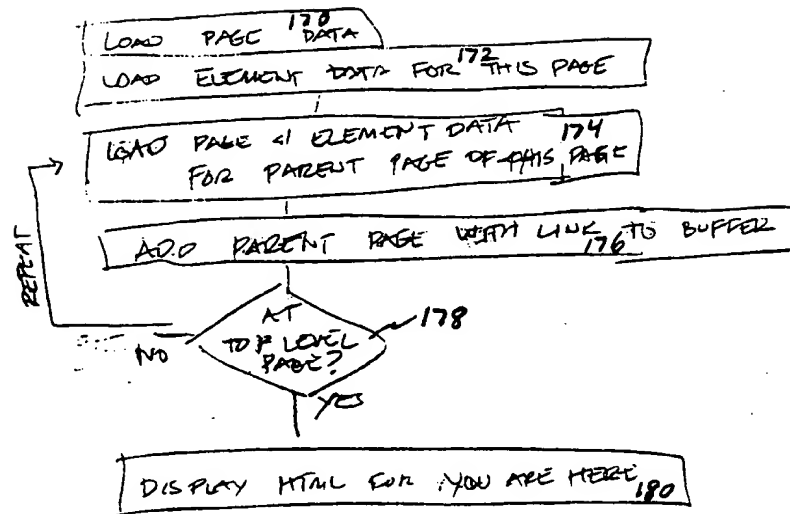 170
LOAD PAGE DATA
LOAD ELEMENT DATA FOR 172 THIS PAGE
LOAD PAGE & ELEMENT DATA 174
FOR PARENT PAGE OF THIS PAGE
ADD PARENT PAGE WITH LINK TO BUFFER
176
REPEAT
AT
TOP LEVEL
PAGE?
178
NO
YES
DISPLAY HTML FOR YOU ARE HERE
180